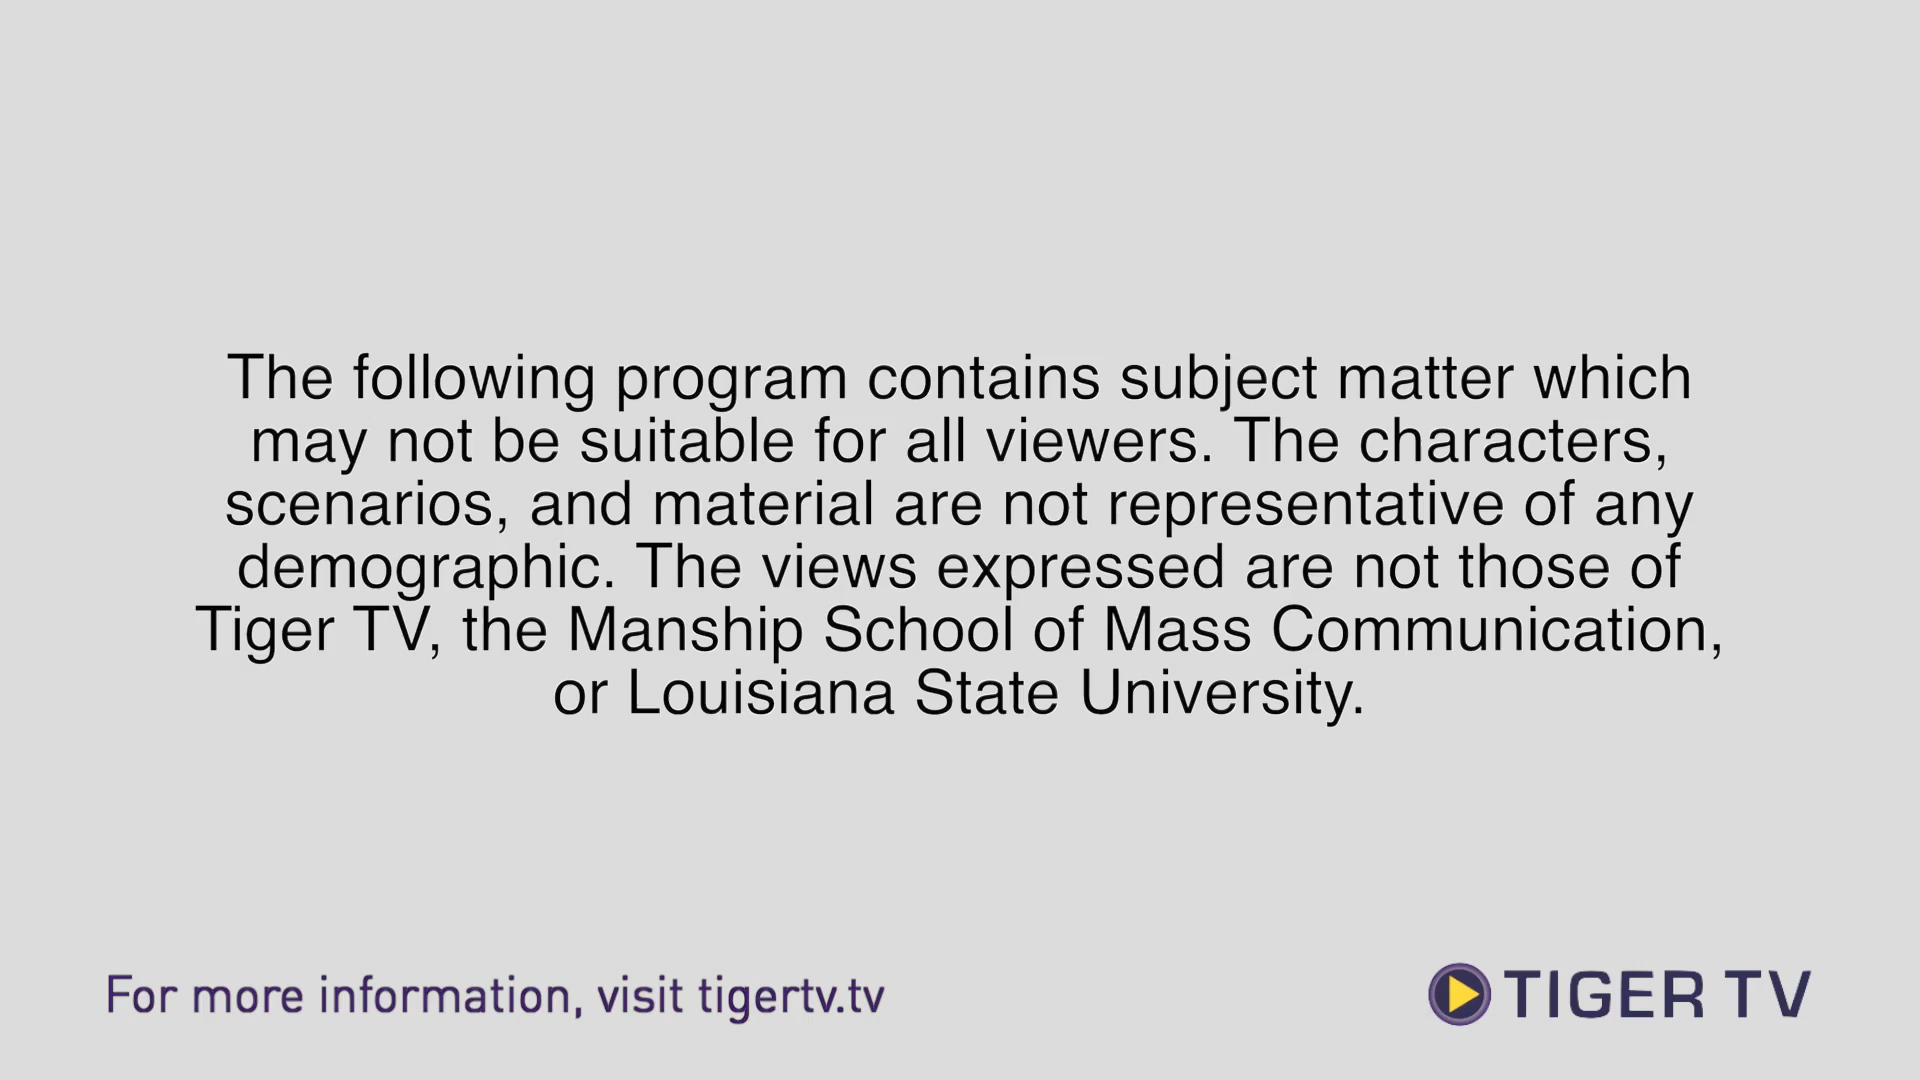 The following program contains subject matter which
may not be suitable for all viewers. The characters,
scenarios, and material are not representative of any
demographic. The views expressed are not those of
Tiger TV, the Manship School of Mass Communication,
or Louisiana State University.
For more information, visit tigertv.tv
TIGER TV